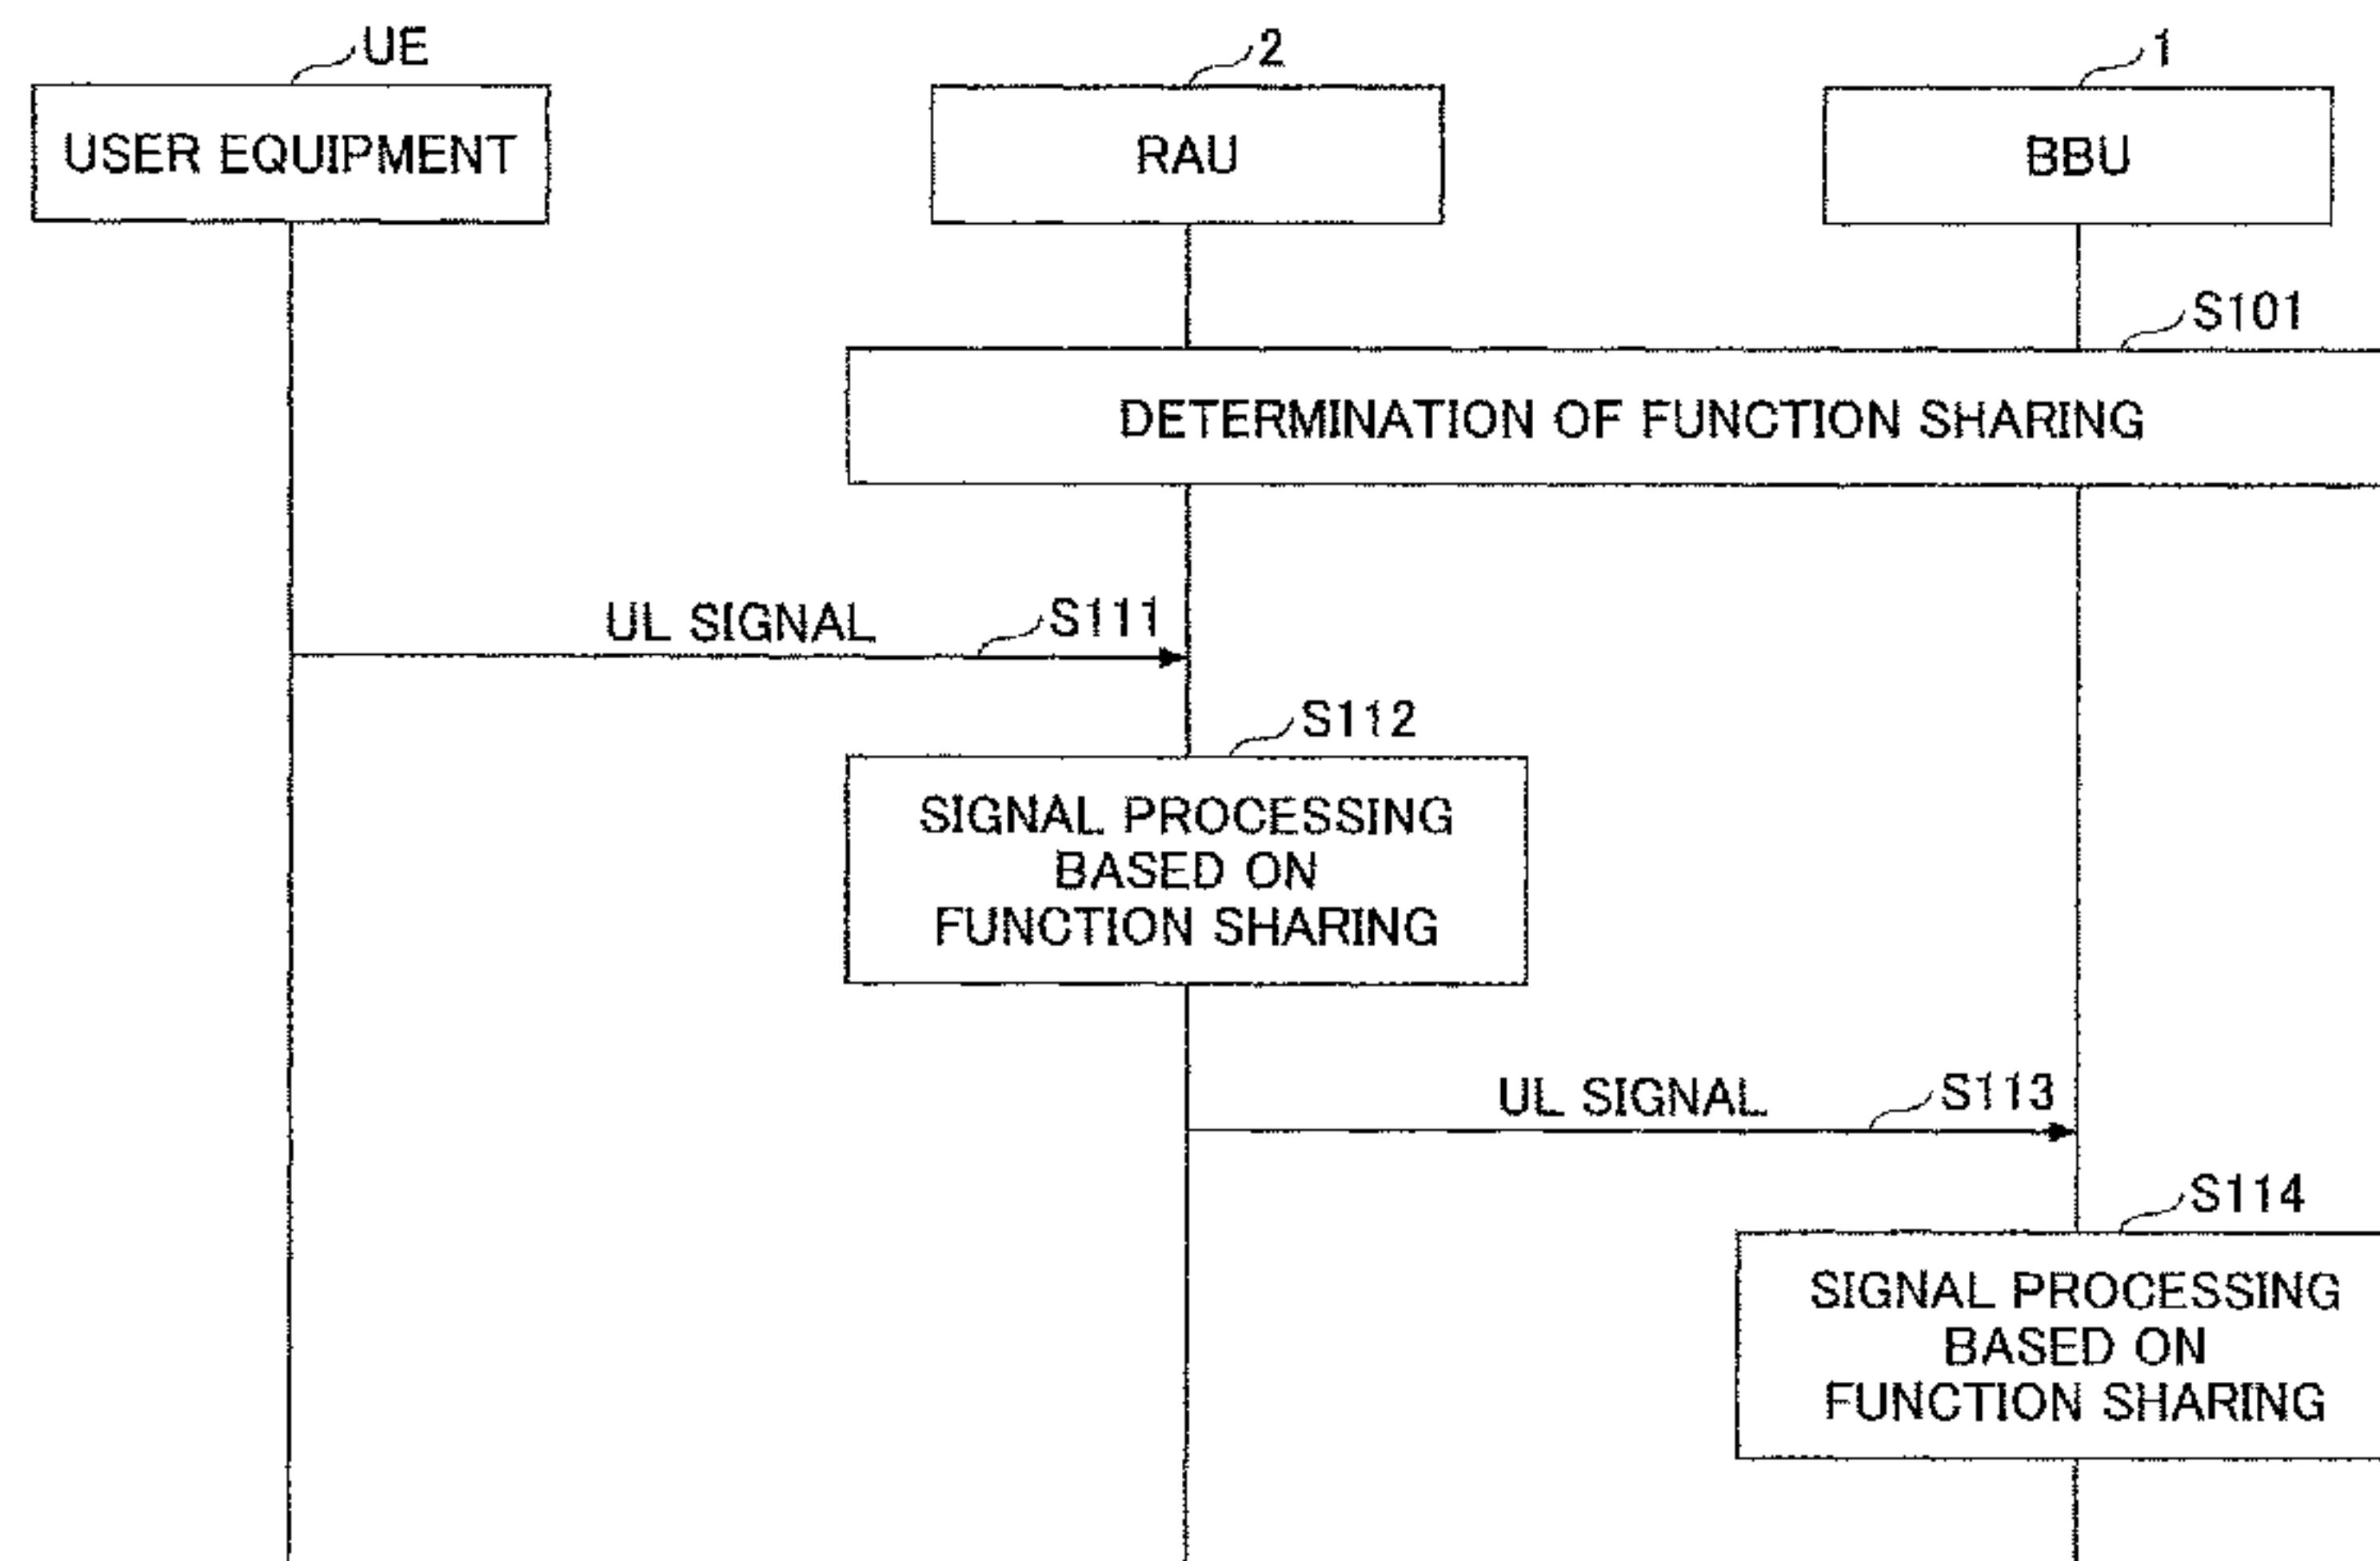 UE
2
1
USER EQUIPMENT
RAU
BBU
S101
DETERMINATION OF FUNCTION SHARING
UL SIGNAL
S111
S112
SIGNAL PROCESSING
BASED ON
FUNCTION SHARING
UL SIGNAL
S113
S114
SIGNAL PROCESSING
BASED ON
FUNCTION SHARING